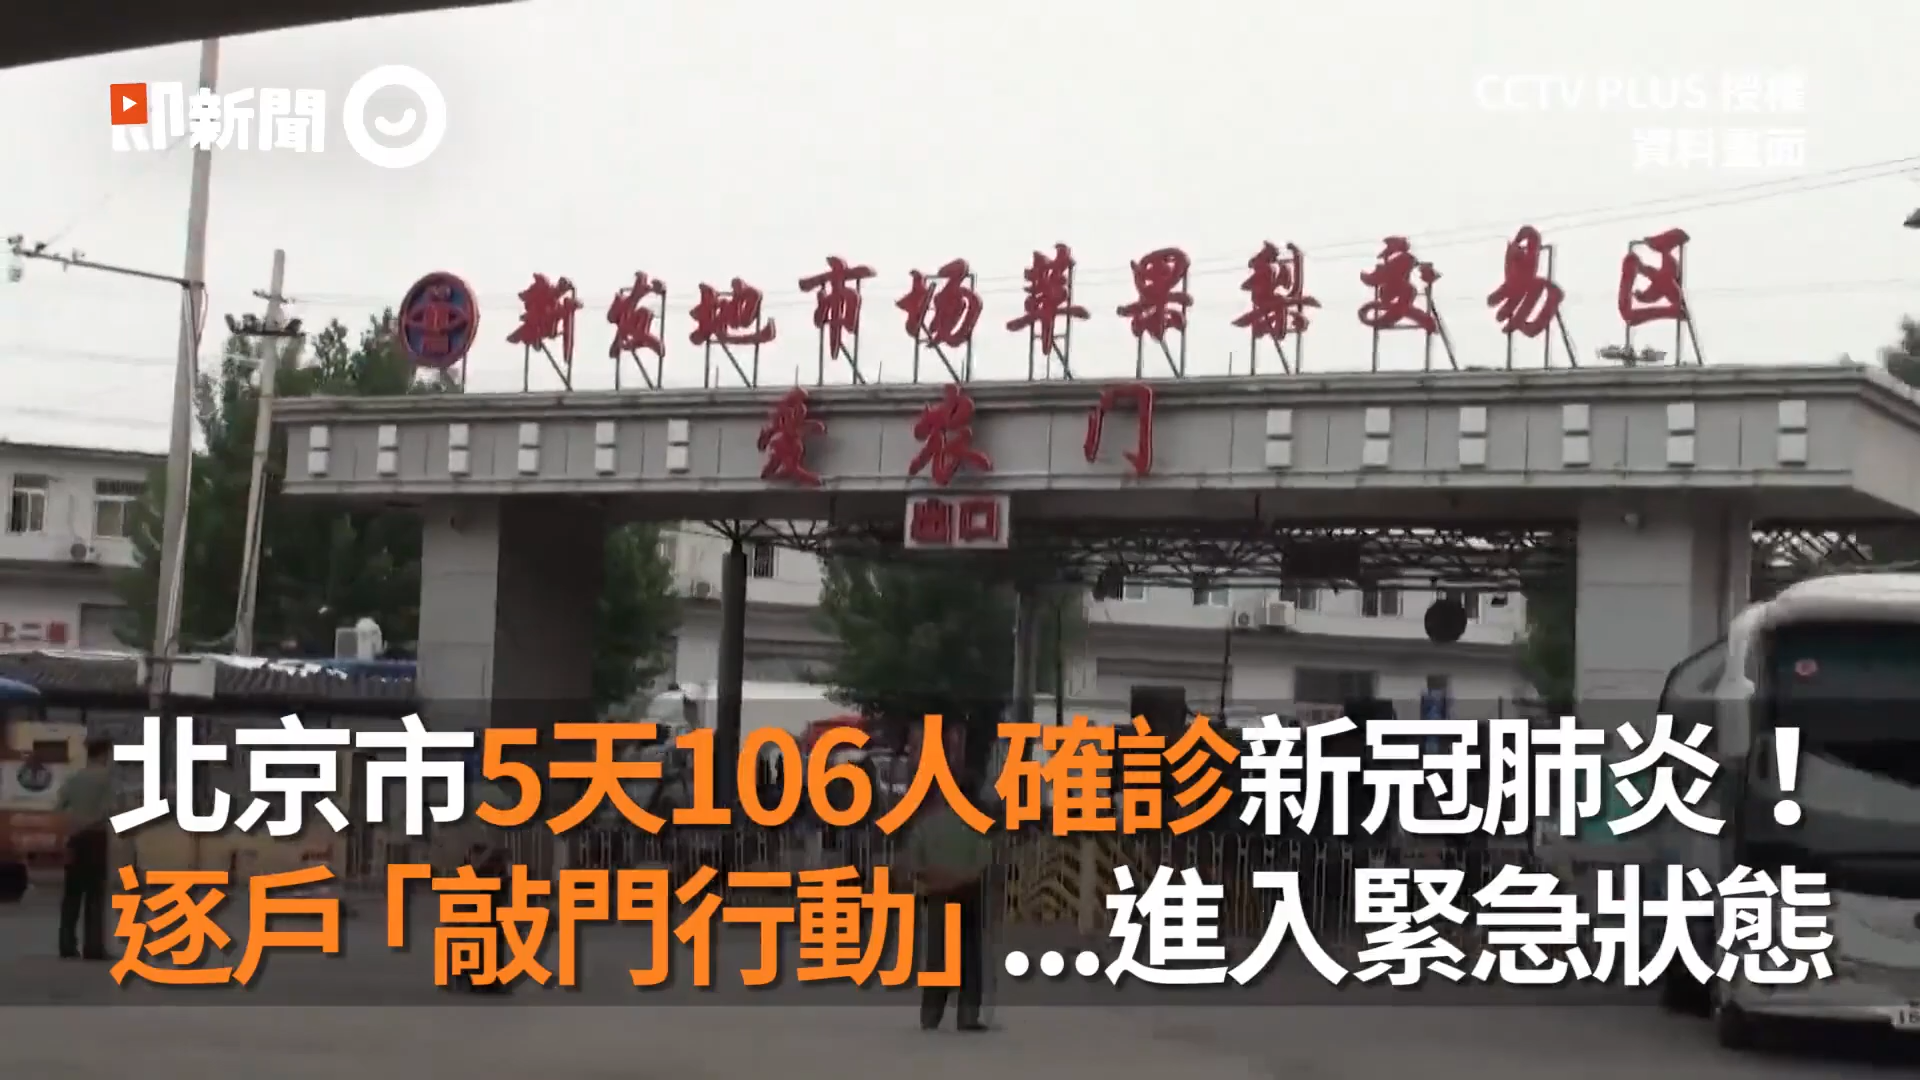 即新聞
CCTV PLUS 授權
資料畫面
新发地市场苹果梨交易区
爱农门
出口
北京市5天106人確診新冠肺炎！
逐戶「敲門行動」...進入緊急狀態